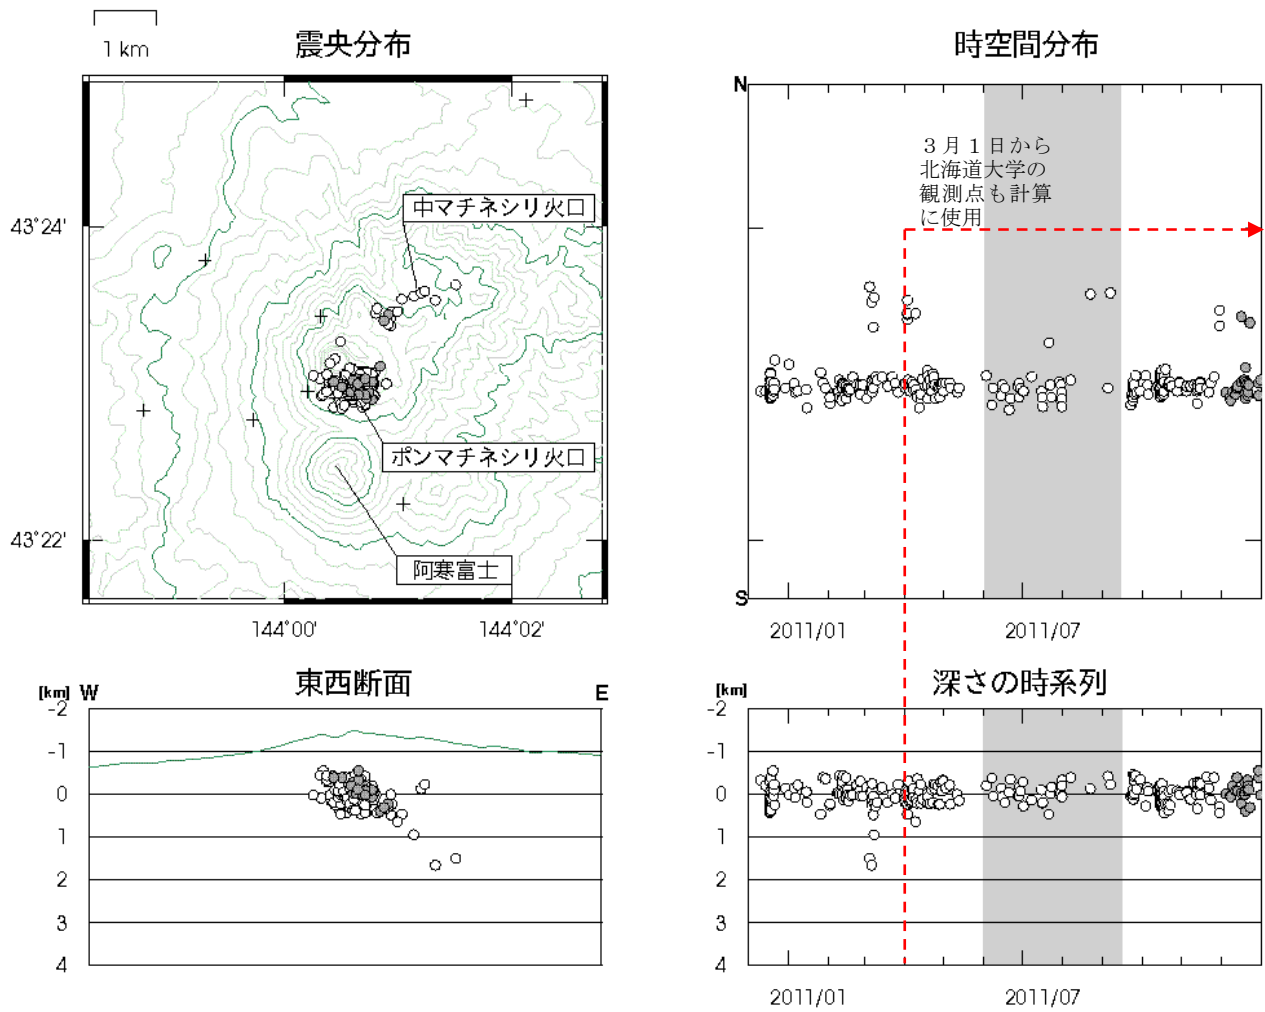 1 km
震央分布
43°24'
43°22'
144°00'
144°02'
中マチネシリ火口
ポンマチネシリ火口
阿寒富士
時空間分布
N
S
3月1日から
北海道大学の
観測点も計算
に使用
2011/01
2011/07
東西断面
[km]
W
E
-2
-1
0
1
2
3
4
深さの時系列
[km]
-2
-1
0
1
2
3
4
2011/01
2011/07